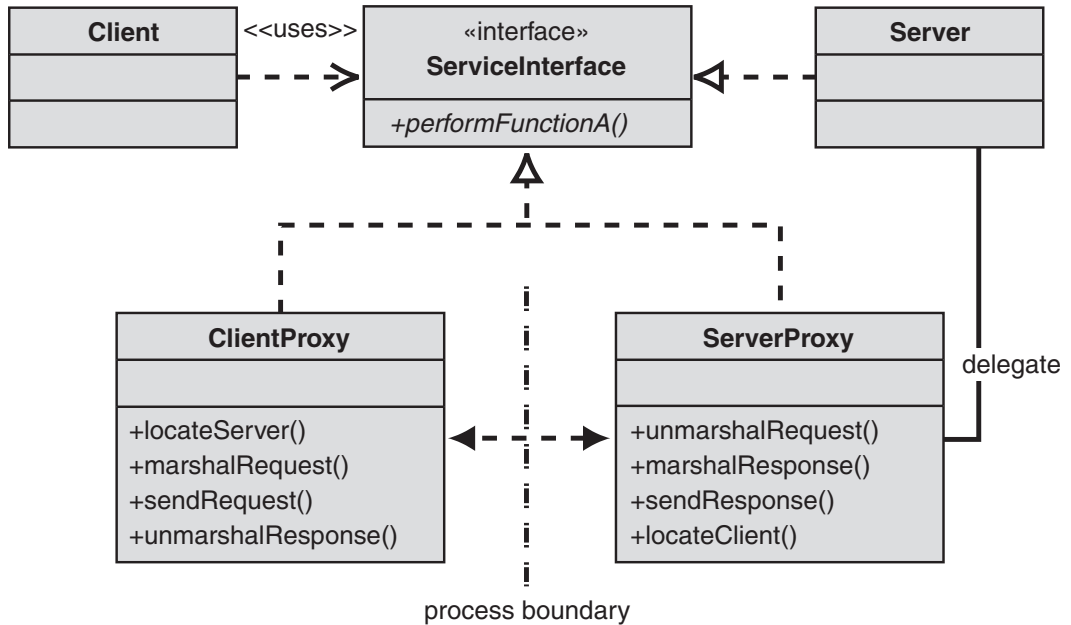 Client
<<uses>>
«interface»
ServiceInterface
+performFunctionA()
Server
ClientProxy
+locateServer()
+marshalRequest()
+sendRequest()
+unmarshalResponse()
ServerProxy
+unmarshalRequest()
+marshalResponse()
+sendResponse()
+locateClient()
delegate
process boundary